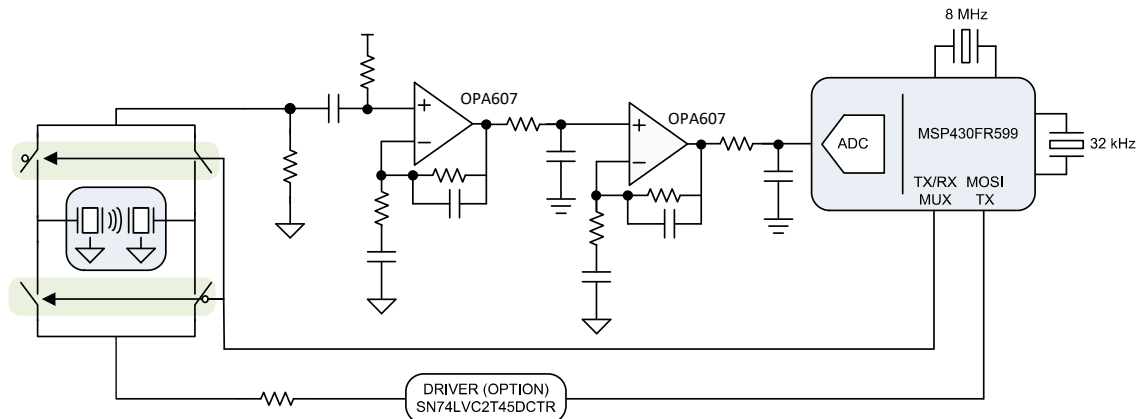 8 MHz
OPA607
OPA607
ADC
MSP430FR599
32 kHz
TX/RX MOSI
MUX TX
DRIVER (OPTION)
SN74LVC2T45DCTR